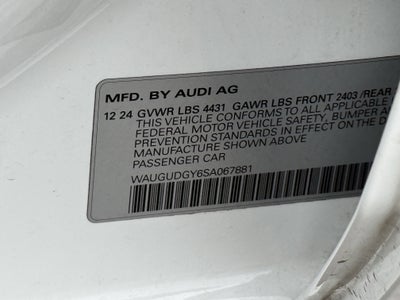 MFD. BY AUDI AG
12 24 GVWR LBS 4431 GAWR LBS FRONT 2403 /REAR
THIS VEHICLE CONFORMS TO ALL APPLICABLE
FEDERAL MOTOR VEHICLE SAFETY, BUMPER A
PREVENTION STANDARDS IN EFFECT ON THE D
MANUFACTURE SHOWN ABOVE
PASSENGER CAR
WAUGUDGY6SA067881